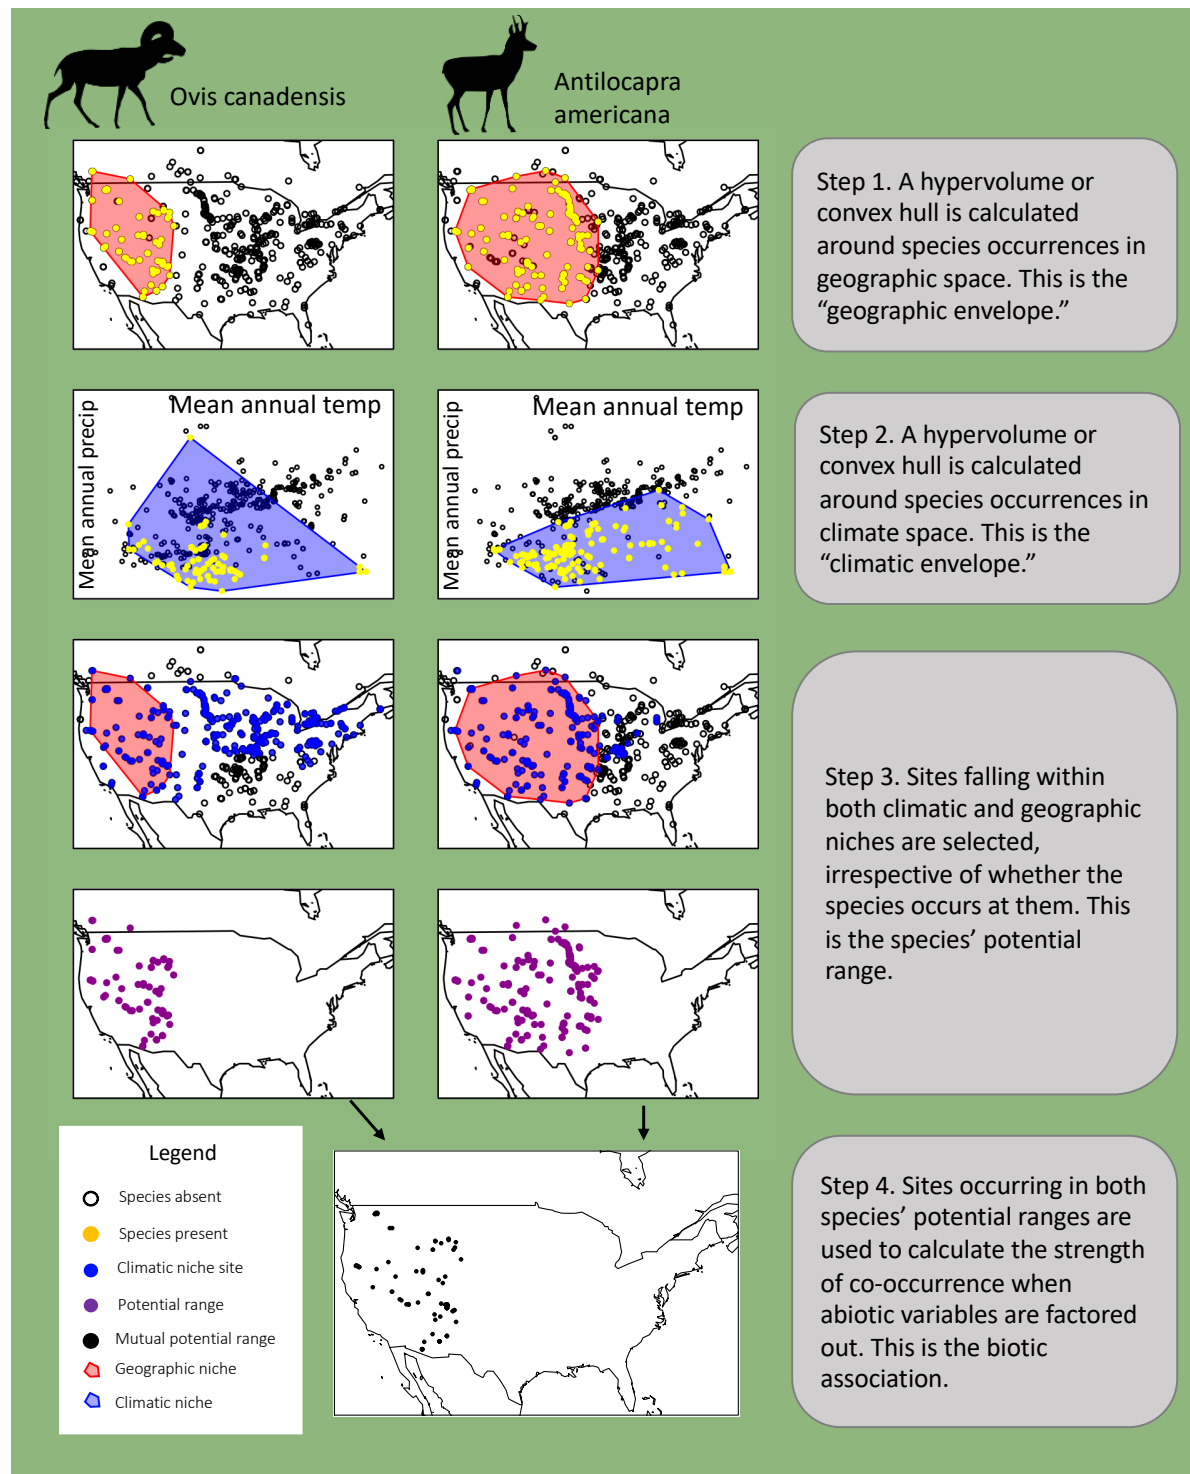 Ovis canadensis
Antilocapra
americana
Step 1. A hypervolume or
convex hull is calculated
around species occurrences in
geographic space. This is the
“geographic envelope.”
Mean annual temp
Mean annual precip
Mean annual temp
Mean annual precip
Step 2. A hypervolume or
convex hull is calculated
around species occurrences in
climate space. This is the
“climatic envelope.”
Step 3. Sites falling within
both climatic and geographic
niches are selected,
irrespective of whether the
species occurs at them. This
is the species’ potential
range.
Legend
Species absent
Species present
Climatic niche site
Potential range
Mutual potential range
Geographic niche
Climatic niche
Step 4. Sites occurring in both
species’ potential ranges are
used to calculate the strength
of co-occurrence when
abiotic variables are factored
out. This is the biotic
association.